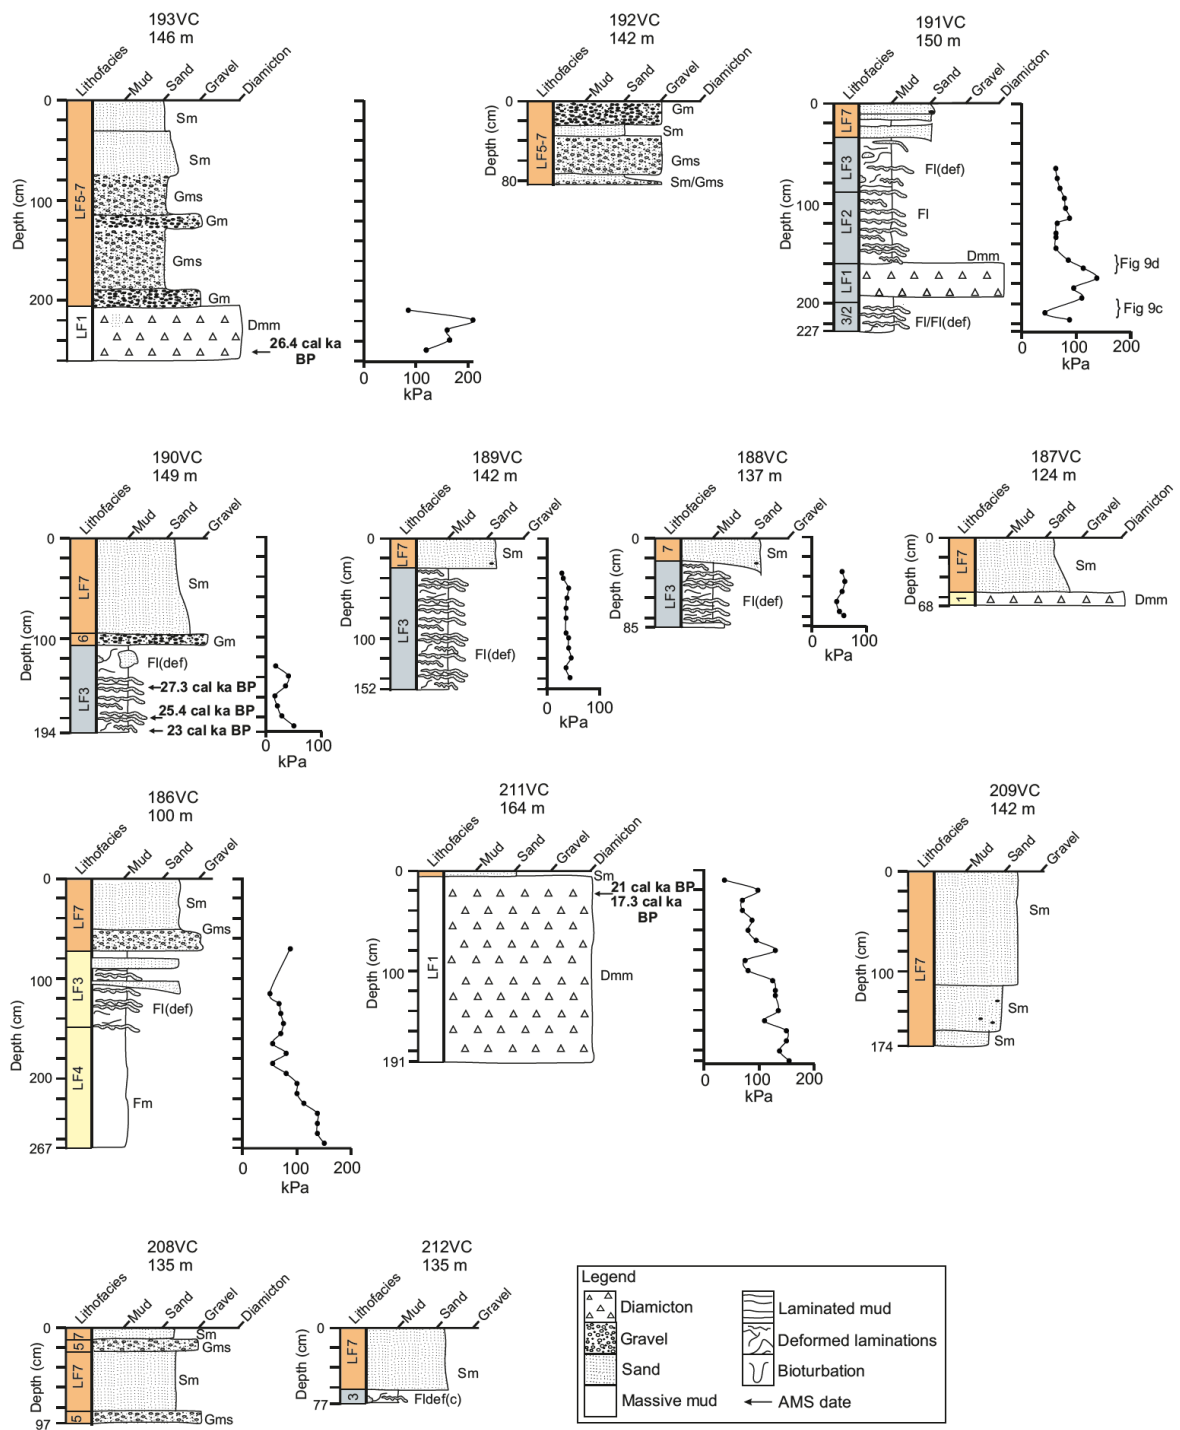 193VC
146 m
Lithofacies
Mud
Sand
Gravel
Diamicton
0
100
200
Depth (cm)
LF5-7
LF1
Sm
Sm
Gms
Gm
Gms
Gm
Dmm
26.4 cal ka
BP
0
100
200
kPa
192VC
142 m
Lithofacies
Mud
Sand
Gravel
Diamicton
0
80
Depth (cm)
LF5-7
Gm
Sm
Gms
Sm/Gms
191VC
150 m
Lithofacies
Mud
Sand
Gravel
Diamicton
0
100
200
227
Depth (cm)
LF7
LF3
LF2
LF1
3/2
Fl(def)
Fl
Dmm
Fl/Fl(def)
}Fig 9d
}Fig 9c
0
100
200
kPa
190VC
149 m
Lithofacies
Mud
Sand
Gravel
0
100
194
Depth (cm)
LF7
6
LF3
Sm
Gm
Fl(def)
27.3 cal ka BP
25.4 cal ka BP
23 cal ka BP
0
100
kPa
189VC
142 m
Lithofacies
Mud
Sand
Gravel
0
100
152
Depth (cm)
LF7
LF3
Sm
Fl(def)
0
100
kPa
188VC
137 m
Lithofacies
Mud
Sand
Gravel
0
85
Depth (cm)
7
LF3
Sm
Fl(def)
0
100
kPa
187VC
124 m
Lithofacies
Mud
Sand
Gravel
Diamicton
0
68
Depth (cm)
LF7
1
Sm
Dmm
186VC
100 m
Lithofacies
Mud
Sand
Gravel
0
100
200
267
Depth (cm)
LF7
LF3
LF4
Sm
Gms
Fl(def)
Fm
0
100
200
kPa
211VC
164 m
Lithofacies
Mud
Sand
Gravel
Diamicton
0
100
191
Depth (cm)
LF1
Sm
21 cal ka BP
17.3 cal ka
BP
Dmm
0
100
200
kPa
209VC
142 m
Lithofacies
Mud
Sand
Gravel
0
100
174
Depth (cm)
LF7
Sm
Sm
Sm
208VC
135 m
Lithofacies
Mud
Sand
Gravel
Diamicton
0
97
Depth (cm)
57
LF7
5
Sm
Gms
Sm
Gms
212VC
135 m
Lithofacies
Mud
Sand
Gravel
0
77
Depth (cm)
LF7
3
Sm
Fldef(c)
Legend
Diamicton
Gravel
Sand
Massive mud
Laminated mud
Deformed laminations
Bioturbation
AMS date